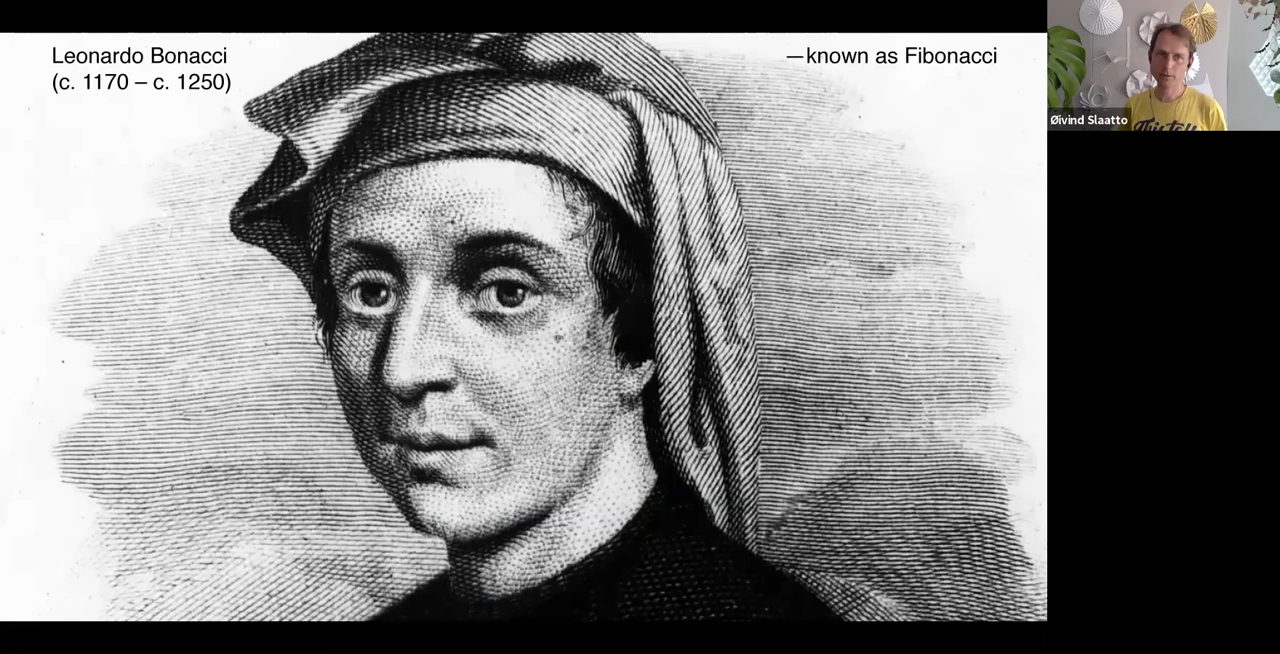 Leonardo Bonacci
(c. 1170 – c. 1250)
—known as Fibonacci
Øivind Slaatto